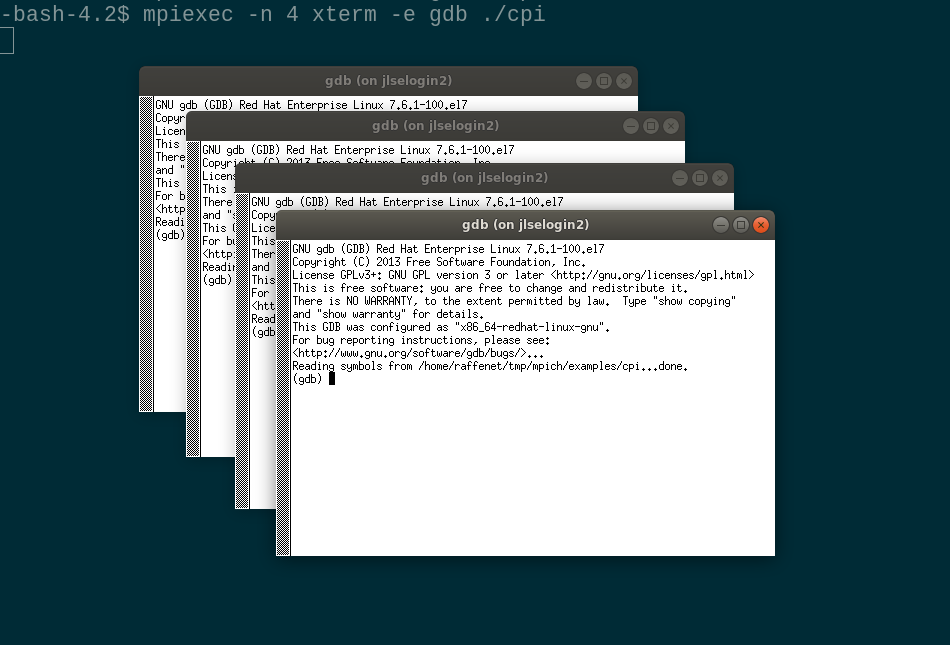 -bash-4.2$ mpiexec -n 4 xterm -e gdb ./cpi
gdb (on jlselogin2)
GNU gdb (GDB) Red Hat Enterprise Linux 7.6.1-100.el7
Copyr
Licen
This
There
and "
This
For b
<http
Readi
(gdb)
gdb (on jlselogin2)
GNU gdb (GDB) Red Hat Enterprise Linux 7.6.1-100.el7
Copyright (C) 2013 Free Software Foundation, Inc.
Licens
This i
There
and "s
This G
For bu
<http:
Readin
(gdb)
gdb (on jlselogin2)
GNU gdb (GDB) Red Hat Enterprise Linux 7.6.1-100.el7
Copy
Lice
This
Ther
and
This
For
<htt
Read
(gdb
gdb (on jlselogin2)
GNU gdb (GDB) Red Hat Enterprise Linux 7.6.1-100.el7
Copyright (C) 2013 Free Software Foundation, Inc.
License GPLv3+: GNU GPL version 3 or later <http://gnu.org/licenses/gpl.html>
This is free software: you are free to change and redistribute it.
There is NO WARRANTY, to the extent permitted by law.  Type "show copying"
and "show warranty" for details.
This GDB was configured as "x86_64-redhat-linux-gnu".
For bug reporting instructions, please see:
<http://www.gnu.org/software/gdb/bugs/>...
Reading symbols from /home/raffenet/tmp/mpich/examples/cpi...done.
(gdb)